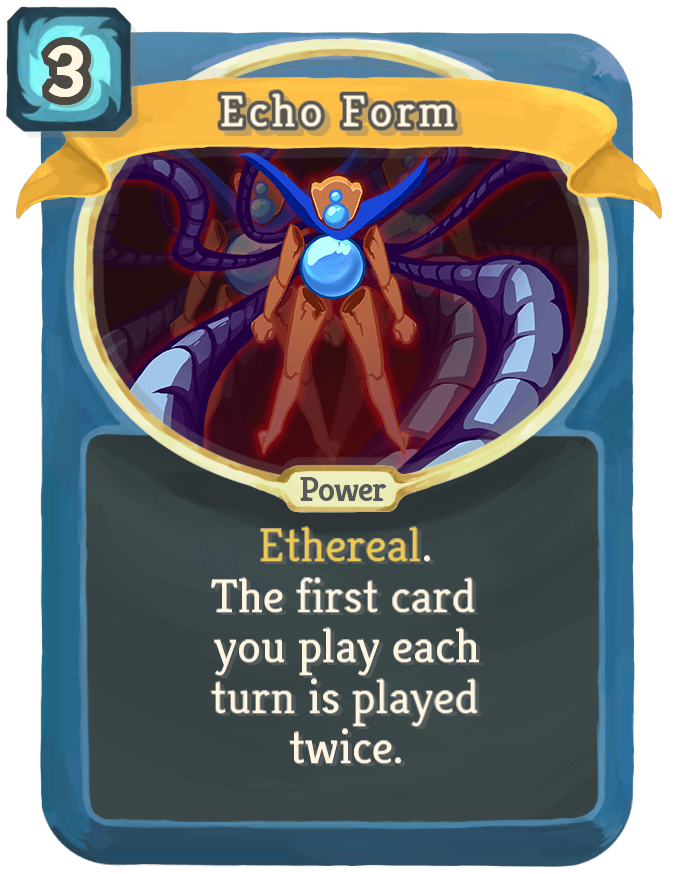 3
Echo Form
Power
Ethereal.
The first card
you play each
turn is played
twice.